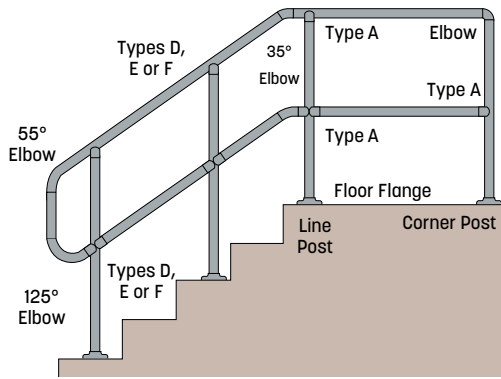 Types D,
E or F
35°
Elbow
Type A
Elbow
Type A
55°
Elbow
Type A
Floor Flange
Line
Post
Corner Post
Types D,
E or F
125°
Elbow